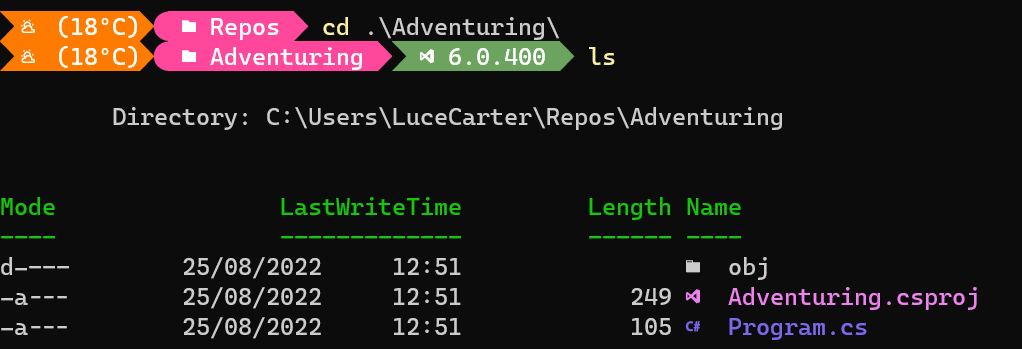 (18°C) Repos cd .\Adventuring\
(18°C) Adventuring 6.0.400 ls
Directory: C:\Users\LuceCarter\Repos\Adventuring
Mode LastWriteTime Length Name
---- ------------- ------ ----
d---- 25/08/2022 12:51 obj
-a--- 25/08/2022 12:51 249 Adventuring.csproj
-a--- 25/08/2022 12:51 105 C# Program.cs